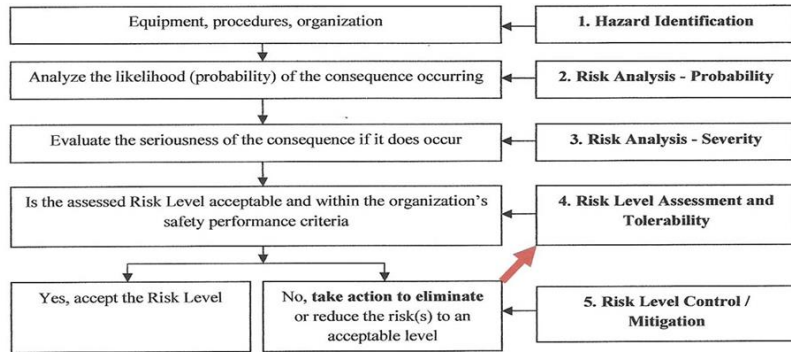 Equipment, procedures, organization
1. Hazard Identification
Analyze the likelihood (probability) of the consequence occurring
2. Risk Analysis - Probability
Evaluate the seriousness of the consequence if it does occur
3. Risk Analysis - Severity
Is the assessed Risk Level acceptable and within the organization's
safety performance criteria
4. Risk Level Assessment and
Tolerability
Yes, accept the Risk Level
No, take action to eliminate
or reduce the risk(s) to an
acceptable level
5. Risk Level Control /
Mitigation